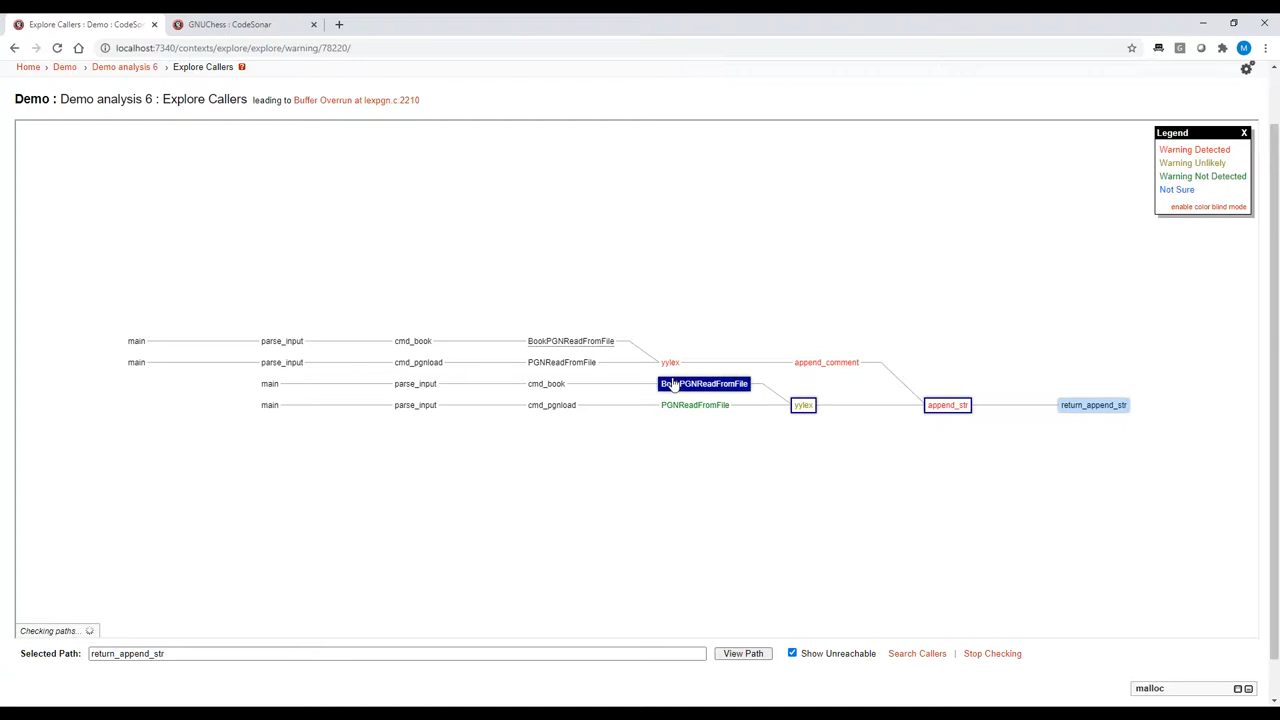 Explore Callers : Demo : CodeSon
GNUChess : CodeSonar
localhost:7340/contexts/explore/explore/warning/78220/
M
Home › Demo › Demo analysis 6 › Explore Callers ?
Demo : Demo analysis 6 : Explore Callers leading to Buffer Overrun at lexpgn.c:2210
Legend X
Warning Detected
Warning Unlikely
Warning Not Detected
Not Sure
enable color blind mode
main parse_input cmd_book BookPGNReadFromFile
main parse_input cmd_pgnload PGNReadFromFile yylex append_comment
main parse_input cmd_book BookPGNReadFromFile
main parse_input cmd_pgnload PGNReadFromFile yylex append_str return_append_str
Checking paths...
Selected Path: return_append_str View Path Show Unreachable Search Callers | Stop Checking
malloc